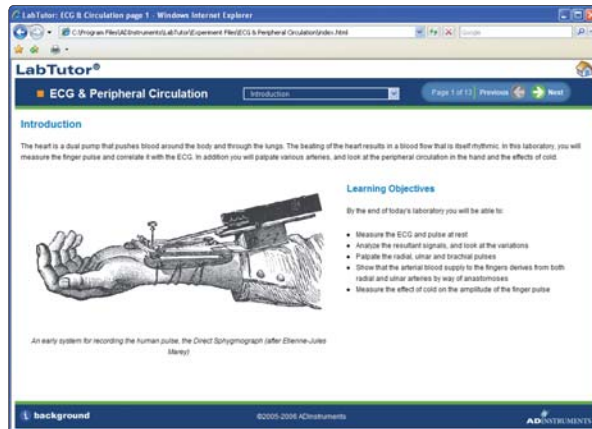 LabTutor: ECG & Circulation page 1 - Windows Internet Explorer
C:\Program Files\ADInstruments\LabTutor\Experiment Files\ECG & Peripheral Circulation\index.html
Google
LabTutor®
ECG & Peripheral Circulation
Introduction
Page 1 of 13
Previous
Next
Introduction
The heart is a dual pump that pushes blood around the body and through the lungs. The beating of the heart results in a blood flow that is itself rhythmic. In this laboratory, you will
measure the finger pulse and correlate it with the ECG. In addition you will palpate various arteries, and look at the peripheral circulation in the hand and the effects of cold.
Learning Objectives
By the end of today's laboratory you will be able to:
• Measure the ECG and pulse at rest
• Analyze the resultant signals, and look at the variations
• Palpate the radial, ulnar and brachial pulses
• Show that the arterial blood supply to the fingers derives from both
radial and ulnar arteries by way of anastomoses
• Measure the effect of cold on the amplitude of the finger pulse
An early system for recording the human pulse, the Direct Sphygmograph (after Etienne-Jules
Marey)
i background
©2005-2006 ADInstruments
ADINSTRUMENTS